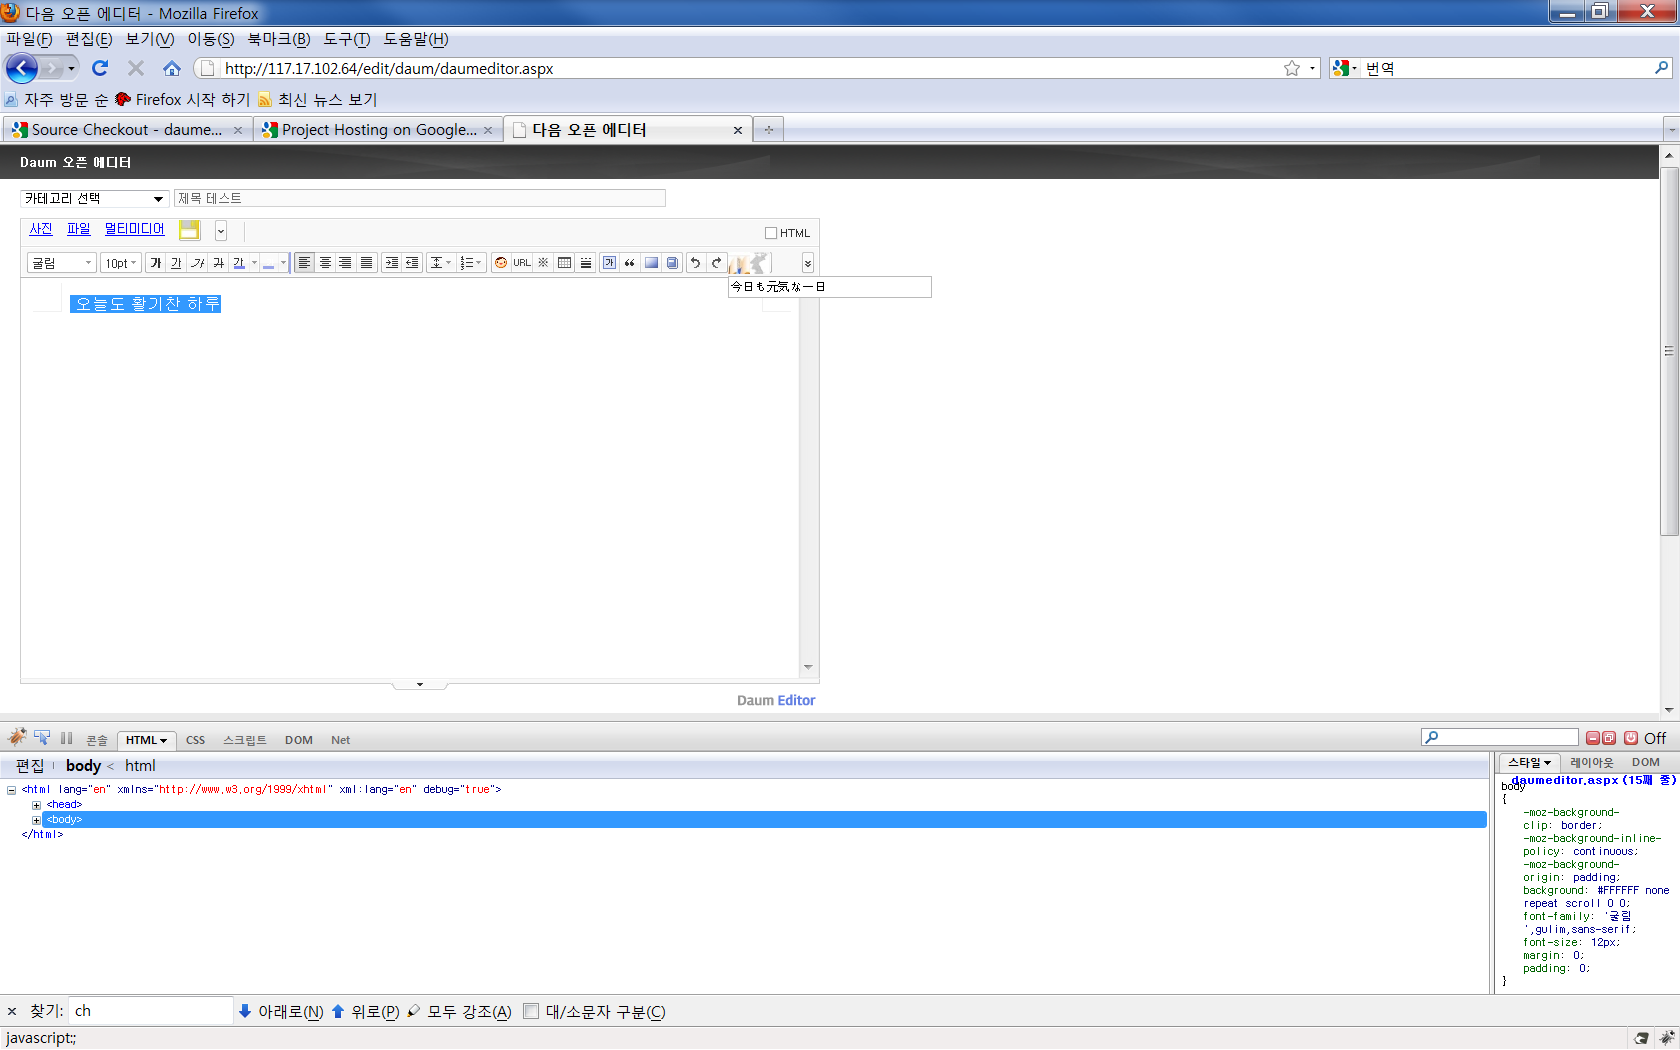 다음 오픈 에디터 - Mozilla Firefox
파일(F) 편집(E) 보기(V) 이동(S) 북마크(B) 도구(T) 도움말(H)
http://117.17.102.64/edit/daum/daumeditor.aspx 번역
자주 방문 순 Firefox 시작 하기 최신 뉴스 보기
Source Checkout - daume... Project Hosting on Google... 다음 오픈 에디터
Daum 오픈 에디터
카테고리 선택 제목 테스트
사진 파일 멀티미디어 HTML
굴림 10pt 가 가 가 가 가 URL 가
今日も元気な一日
오늘도 활기찬 하루
Daum Editor
콘솔 HTML CSS 스크립트 DOM Net Off
편집 body < html 스타일 레이아웃 DOM
<html lang="en" xmlns="http://www.w3.org/1999/xhtml" xml:lang="en" debug="true">
<head>
<body>
</html>
daumeditor.aspx (15째 줄)
body
{
-moz-background-
clip: border;
-moz-background-inline-
policy: continuous;
-moz-background-
origin: padding;
background: #FFFFFF none
repeat scroll 0 0;
font-family: '굴림
',gulim,sans-serif;
font-size: 12px;
margin: 0;
padding: 0;
}
찾기: ch 아래로(N) 위로(P) 모두 강조(A) 대/소문자 구분(C)
javascript:;